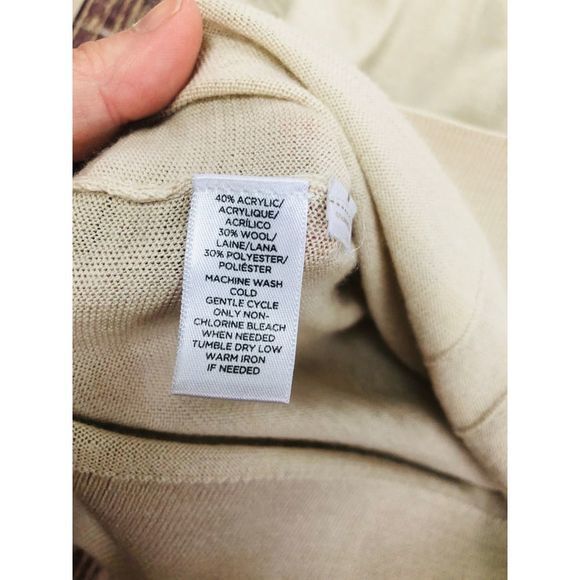 40% ACRYLIC/
ACRYLIQUE/
ACRÍLICO
30% WOOL/
LAINE/LANA
30% POLYESTER/
POLIÉSTER
MACHINE WASH
COLD
GENTLE CYCLE
ONLY NON-
CHLORINE BLEACH
WHEN NEEDED
TUMBLE DRY LOW
WARM IRON
IF NEEDED